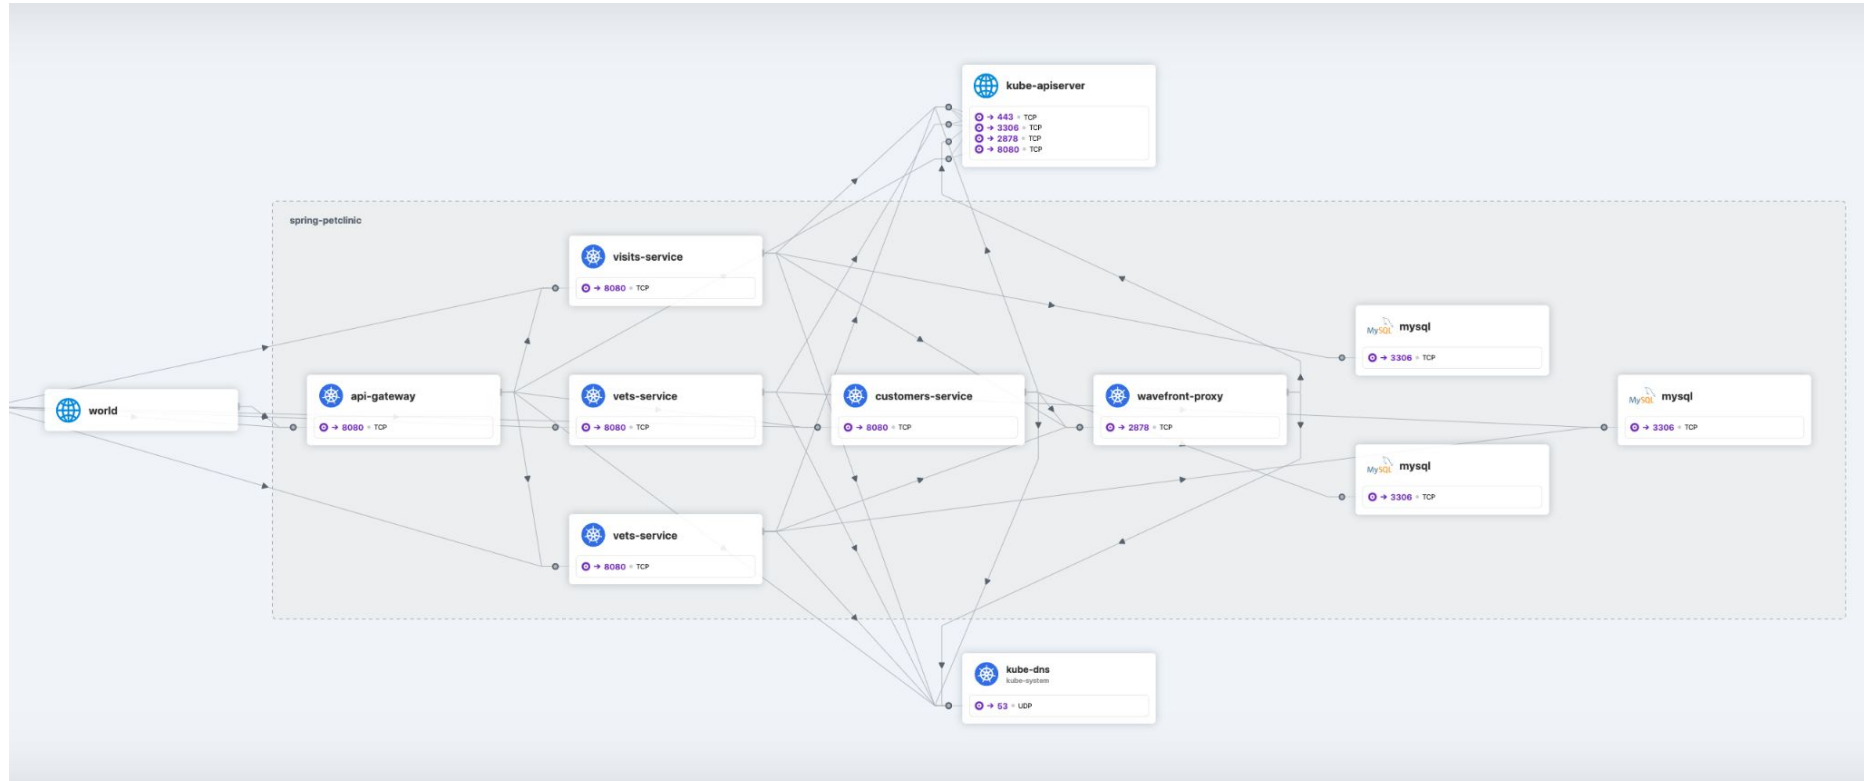 kube-apiserver
→ 443 • TCP
→ 3306 • TCP
→ 2878 • TCP
→ 8080 • TCP
spring-petclinic
visits-service
→ 8080 • TCP
MySQL mysql
→ 3306 • TCP
world
api-gateway
→ 8080 • TCP
vets-service
→ 8080 • TCP
customers-service
→ 8080 • TCP
wavefront-proxy
→ 2878 • TCP
MySQL mysql
→ 3306 • TCP
MySQL mysql
→ 3306 • TCP
vets-service
→ 8080 • TCP
kube-dns
kube-system
→ 53 • UDP